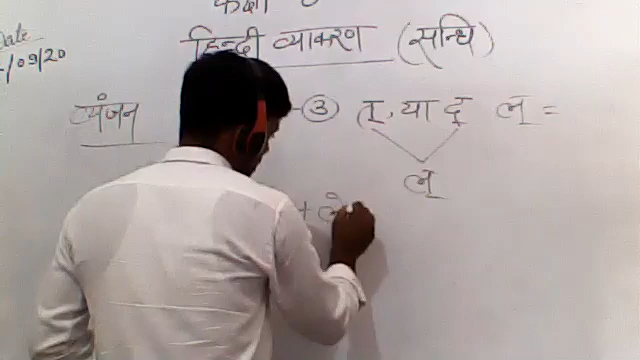 कक्षा
Date
/09/20
हिन्दी व्याकरण (सन्धि)
व्यंजन - ③ त्, या द् ल् =
ल्
+ ले